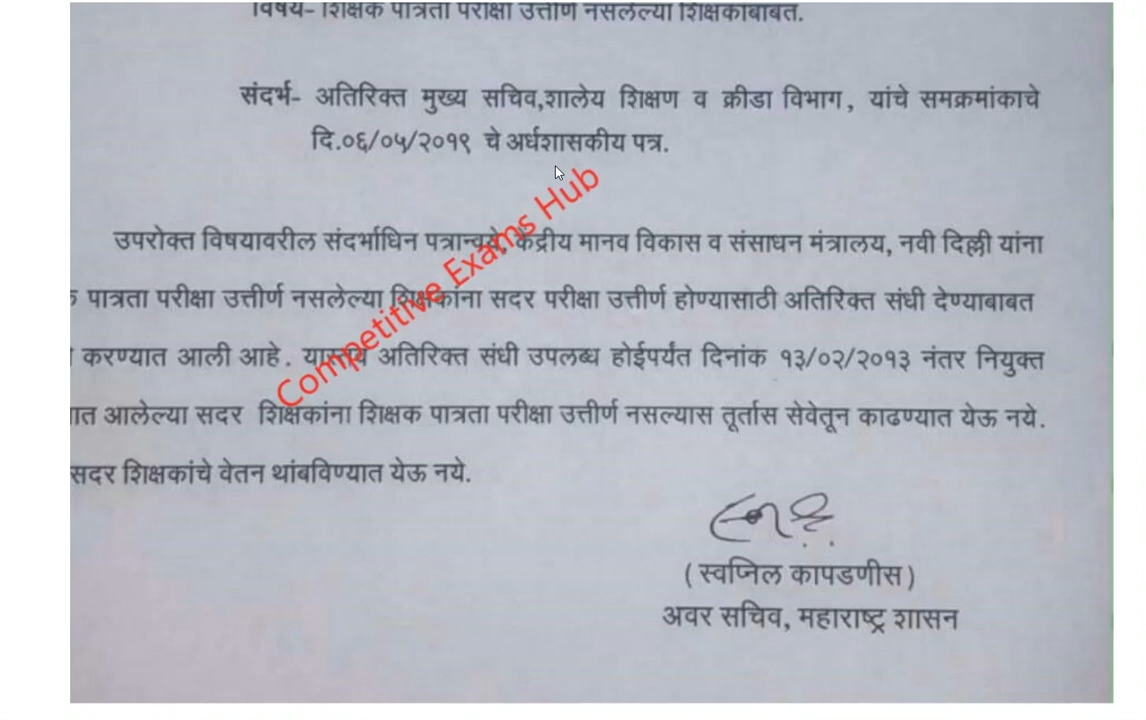 विषय- शिक्षक पात्रता परीक्षा उत्तीर्ण नसलेल्या शिक्षकांबाबत.
संदर्भ- अतिरिक्त मुख्य सचिव,शालेय शिक्षण व क्रीडा विभाग, यांचे समक्रमांकाचे
दि.०६/०५/२०१९ चे अर्धशासकीय पत्र.
उपरोक्त विषयावरील संदर्भाधिन पत्रान्वये, केंद्रीय मानव विकास व संसाधन मंत्रालय, नवी दिल्ली यांना
पात्रता परीक्षा उत्तीर्ण नसलेल्या शिक्षकांना सदर परीक्षा उत्तीर्ण होण्यासाठी अतिरिक्त संधी देण्याबाबत
करण्यात आली आहे. यास्तव अतिरिक्त संधी उपलब्ध होईपर्यंत दिनांक १३/०२/२०१३ नंतर नियुक्त
आलेल्या सदर शिक्षकांना शिक्षक पात्रता परीक्षा उत्तीर्ण नसल्यास तूर्तास सेवेतून काढण्यात येऊ नये.
सदर शिक्षकांचे वेतन थांबविण्यात येऊ नये.
(स्वप्निल कापडणीस)
अवर सचिव, महाराष्ट्र शासन
Competitive Exams Hub